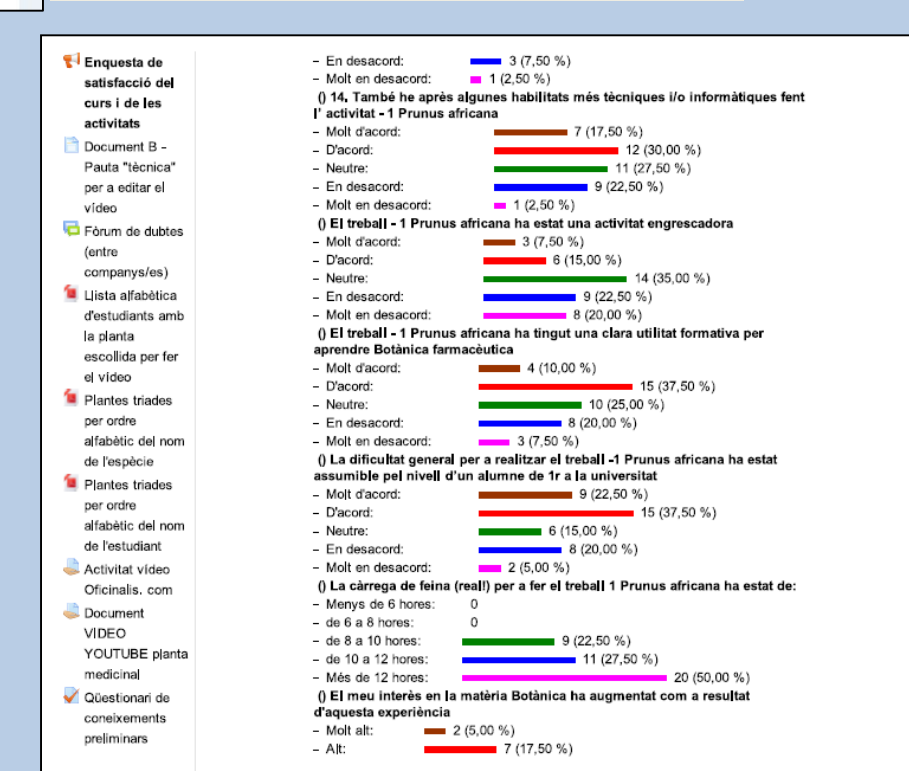 Enquesta de
satisfacció del
curs i de les
activitats
Document B -
Pauta "tècnica"
per a editar el
vídeo
Fòrum de dubtes
(entre
companys/es)
Llista alfabètica
d'estudiants amb
la planta
escollida per fer
el vídeo
Plantes triades
per ordre
alfabètic del nom
de l'espècie
Plantes triades
per ordre
alfabètic del nom
de l'estudiant
Activitat vídeo
Oficinalis. com
Document
VIDEO
YOUTUBE planta
medicinal
Qüestionari de
coneixements
preliminars
- En desacord: 3 (7,50 %)
- Molt en desacord: 1 (2,50 %)
() 14. També he après algunes habilitats més tècniques i/o informàtiques fent
l' activitat - 1 Prunus africana
- Molt d'acord: 7 (17,50 %)
- D'acord: 12 (30,00 %)
- Neutre: 11 (27,50 %)
- En desacord: 9 (22,50 %)
- Molt en desacord: 1 (2,50 %)
() El treball - 1 Prunus africana ha estat una activitat engrescadora
- Molt d'acord: 3 (7,50 %)
- D'acord: 6 (15,00 %)
- Neutre: 14 (35,00 %)
- En desacord: 9 (22,50 %)
- Molt en desacord: 8 (20,00 %)
() El treball - 1 Prunus africana ha tingut una clara utilitat formativa per
aprendre Botànica farmacèutica
- Molt d'acord: 4 (10,00 %)
- D'acord: 15 (37,50 %)
- Neutre: 10 (25,00 %)
- En desacord: 8 (20,00 %)
- Molt en desacord: 3 (7,50 %)
() La dificultat general per a realitzar el treball -1 Prunus africana ha estat
assumible pel nivell d'un alumne de 1r a la universitat
- Molt d'acord: 9 (22,50 %)
- D'acord: 15 (37,50 %)
- Neutre: 6 (15,00 %)
- En desacord: 8 (20,00 %)
- Molt en desacord: 2 (5,00 %)
() La càrrega de feina (real!) per a fer el treball 1 Prunus africana ha estat de:
- Menys de 6 hores: 0
- de 6 a 8 hores: 0
- de 8 a 10 hores: 9 (22,50 %)
- de 10 a 12 hores: 11 (27,50 %)
- Més de 12 hores: 20 (50,00 %)
() El meu interès en la matèria Botànica ha augmentat com a resultat
d'aquesta experiència
- Molt alt: 2 (5,00 %)
- Alt: 7 (17,50 %)